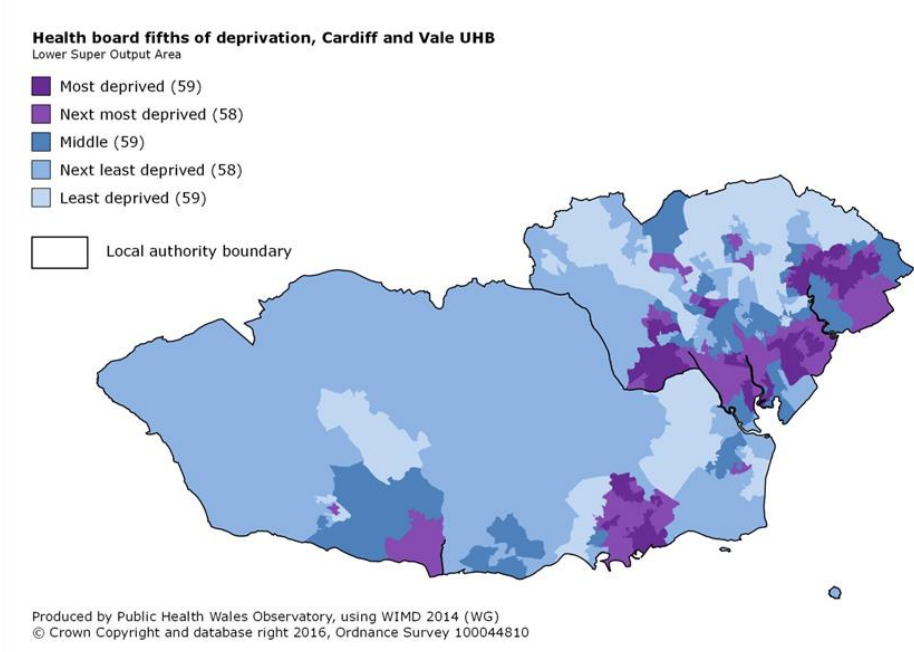 Health board fifths of deprivation, Cardiff and Vale UHB
Lower Super Output Area
Most deprived (59)
Next most deprived (58)
Middle (59)
Next least deprived (58)
Least deprived (59)
Local authority boundary
Produced by Public Health Wales Observatory, using WIMD 2014 (WG)
© Crown Copyright and database right 2016, Ordnance Survey 100044810